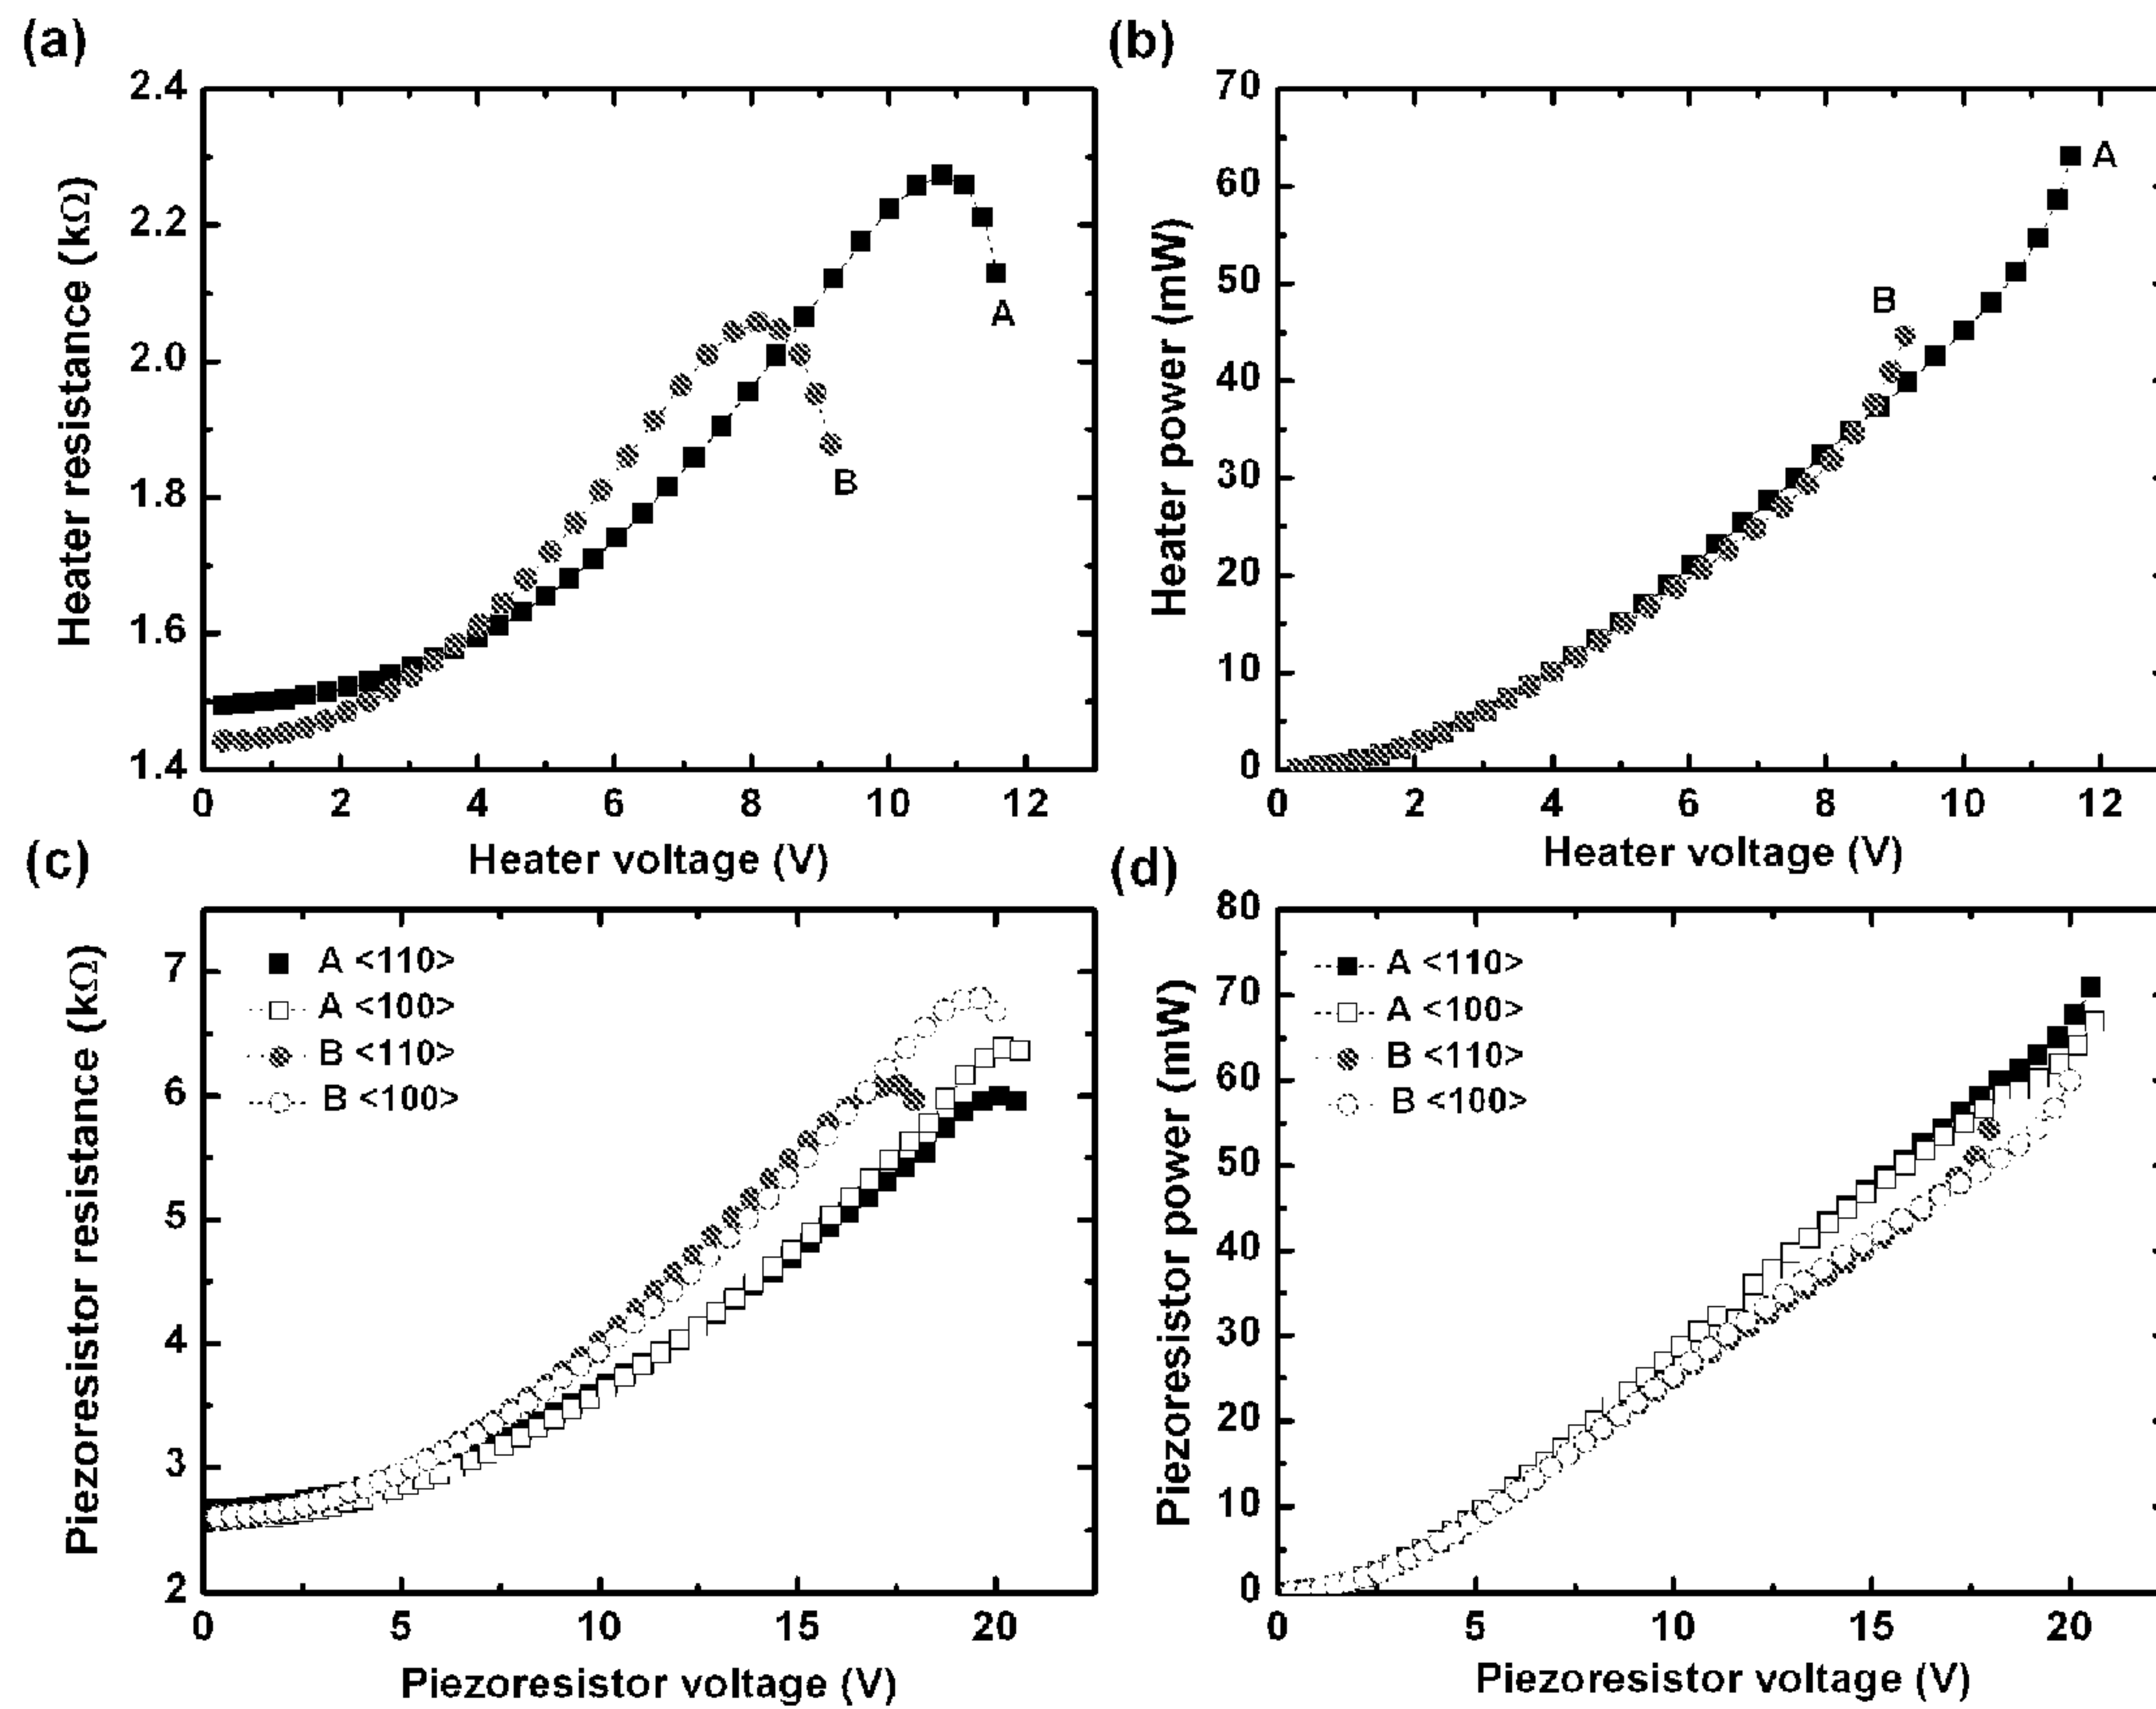 (a)
2.4
2.2
2.0
1.8
1.6
1.4
Heater resistance (kΩ)
A
B
0 2 4 6 8 10 12
Heater voltage (V)
(b)
70
60
50
40
30
20
10
0
Heater power (mW)
A
B
0 2 4 6 8 10 12
Heater voltage (V)
(c)
7
6
5
4
3
2
Piezoresistor resistance (kΩ)
A <110>
A <100>
B <110>
B <100>
0 5 10 15 20
Piezoresistor voltage (V)
(d)
80
70
60
50
40
30
20
10
0
Piezoresistor power (mW)
A <110>
A <100>
B <110>
B <100>
0 5 10 15 20
Piezoresistor voltage (V)